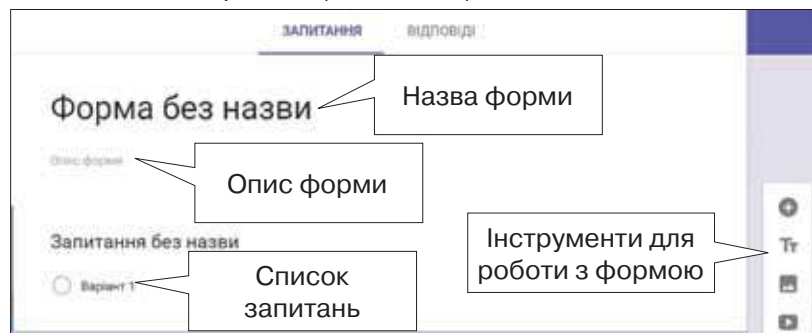 ЗАПИТАННЯ ВІДПОВІДІ
Форма без назви
Назва форми
Опис форми
Опис форми
Запитання без назви
Інструменти для
роботи з формою
Варіант 1
Список
запитань
Тт